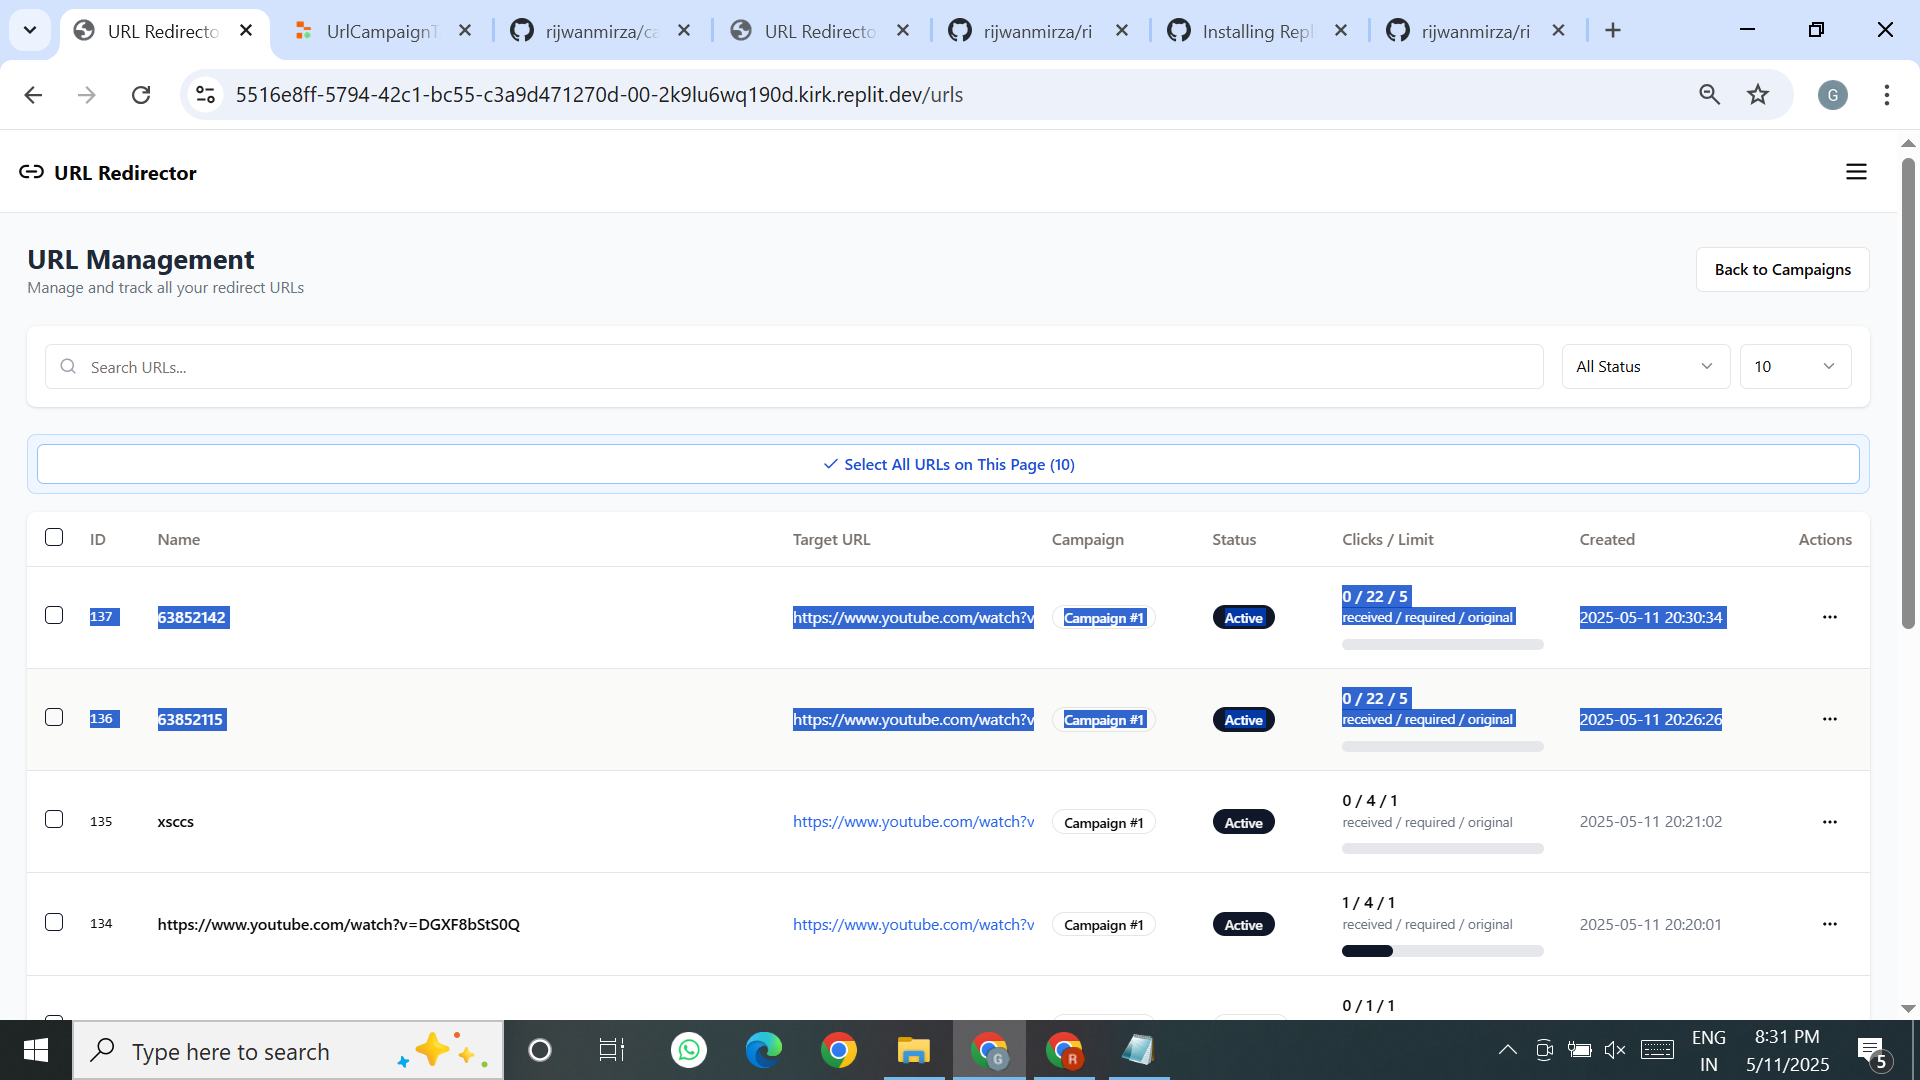 URL Redirecto
UrlCampaignT
rijwanmirza/ca
URL Redirecto
rijwanmirza/ri
Installing Repl
rijwanmirza/ri
5516e8ff-5794-42c1-bc55-c3a9d471270d-00-2k9lu6wq190d.kirk.replit.dev/urls
G
URL Redirector
URL Management
Manage and track all your redirect URLs
Back to Campaigns
Search URLs...
All Status
10
Select All URLs on This Page (10)
ID Name Target URL Campaign Status Clicks / Limit Created Actions
137 63852142 https://www.youtube.com/watch?v Campaign #1 Active 0 / 22 / 5 2025-05-11 20:30:34
received / required / original
136 63852115 https://www.youtube.com/watch?v Campaign #1 Active 0 / 22 / 5 2025-05-11 20:26:26
received / required / original
135 xsccs https://www.youtube.com/watch?v Campaign #1 Active 0 / 4 / 1 2025-05-11 20:21:02
received / required / original
134 https://www.youtube.com/watch?v=DGXF8bStS0Q https://www.youtube.com/watch?v Campaign #1 Active 1 / 4 / 1 2025-05-11 20:20:01
received / required / original
0 / 1 / 1
Type here to search
G
R
ENG
IN
8:31 PM
5/11/2025
5